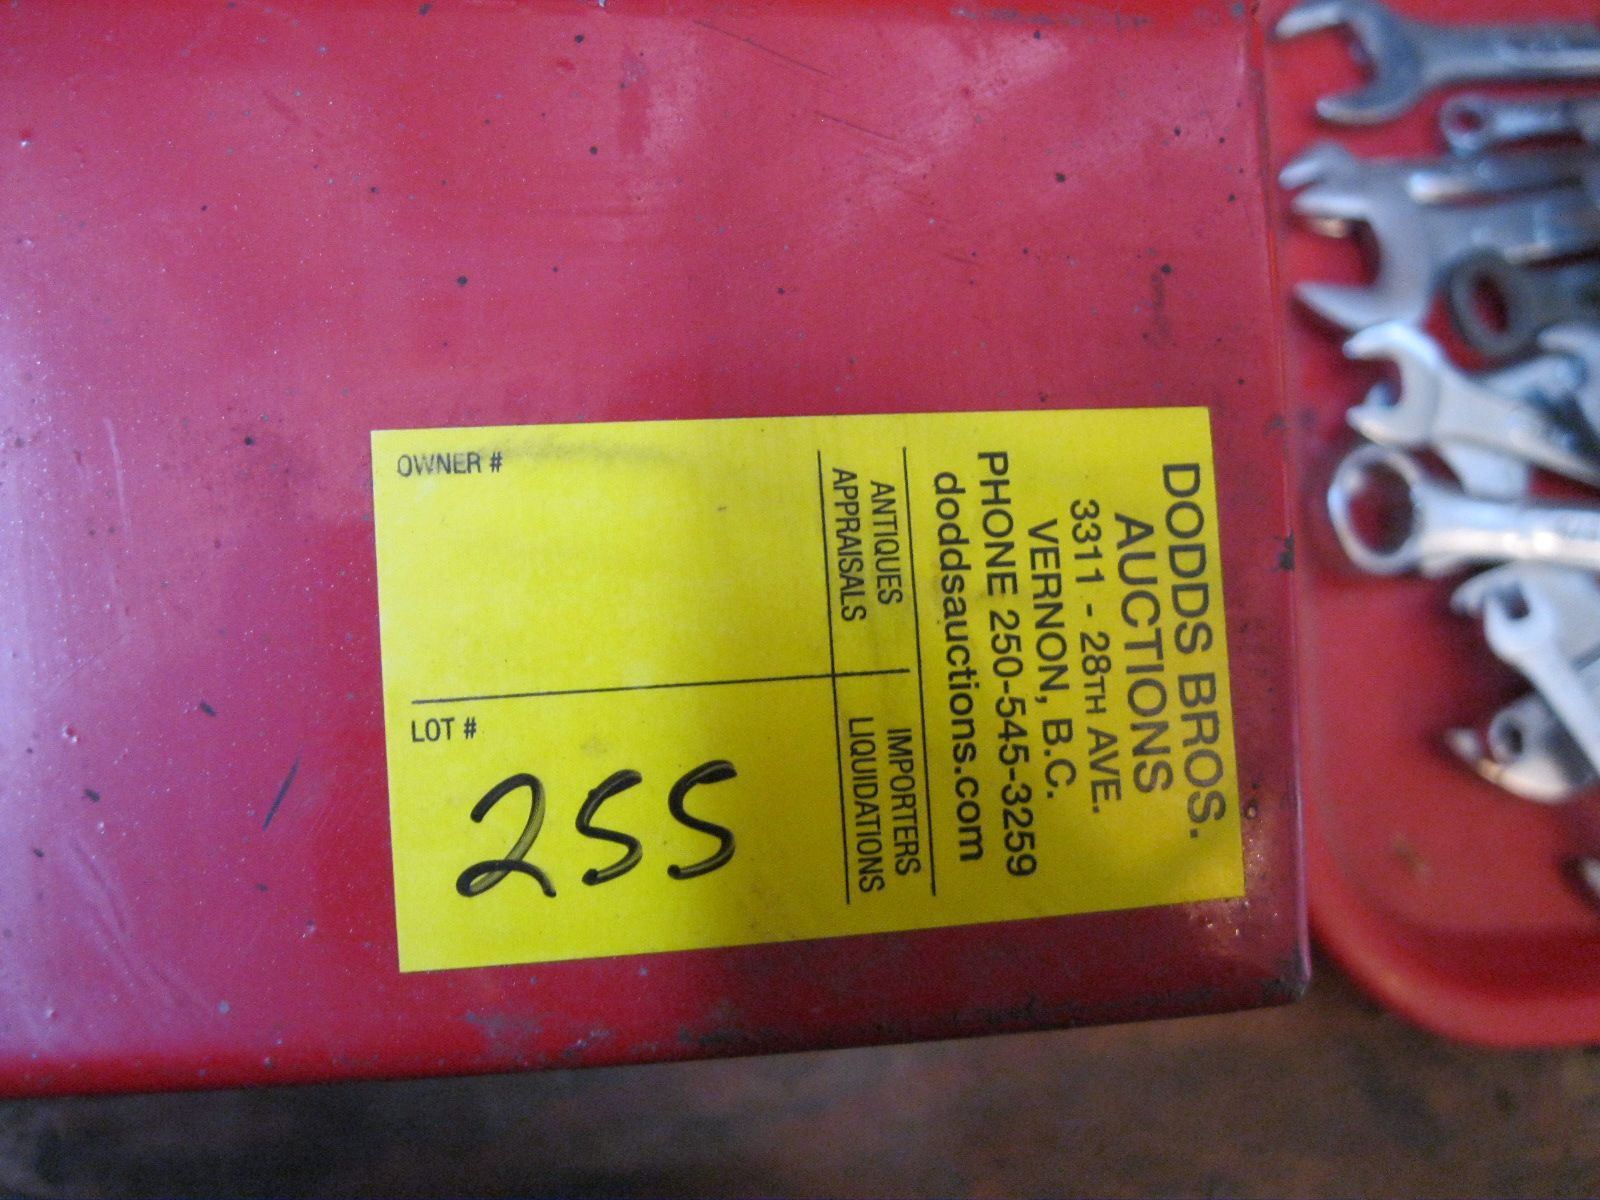 DODDS BROS.
AUCTIONS
3311 - 28TH AVE.
VERNON, B.C.
PHONE 250-545-3259
doddsauctions.com
ANTIQUES
APPRAISALS
IMPORTERS
LIQUIDATIONS
OWNER #
LOT #
255